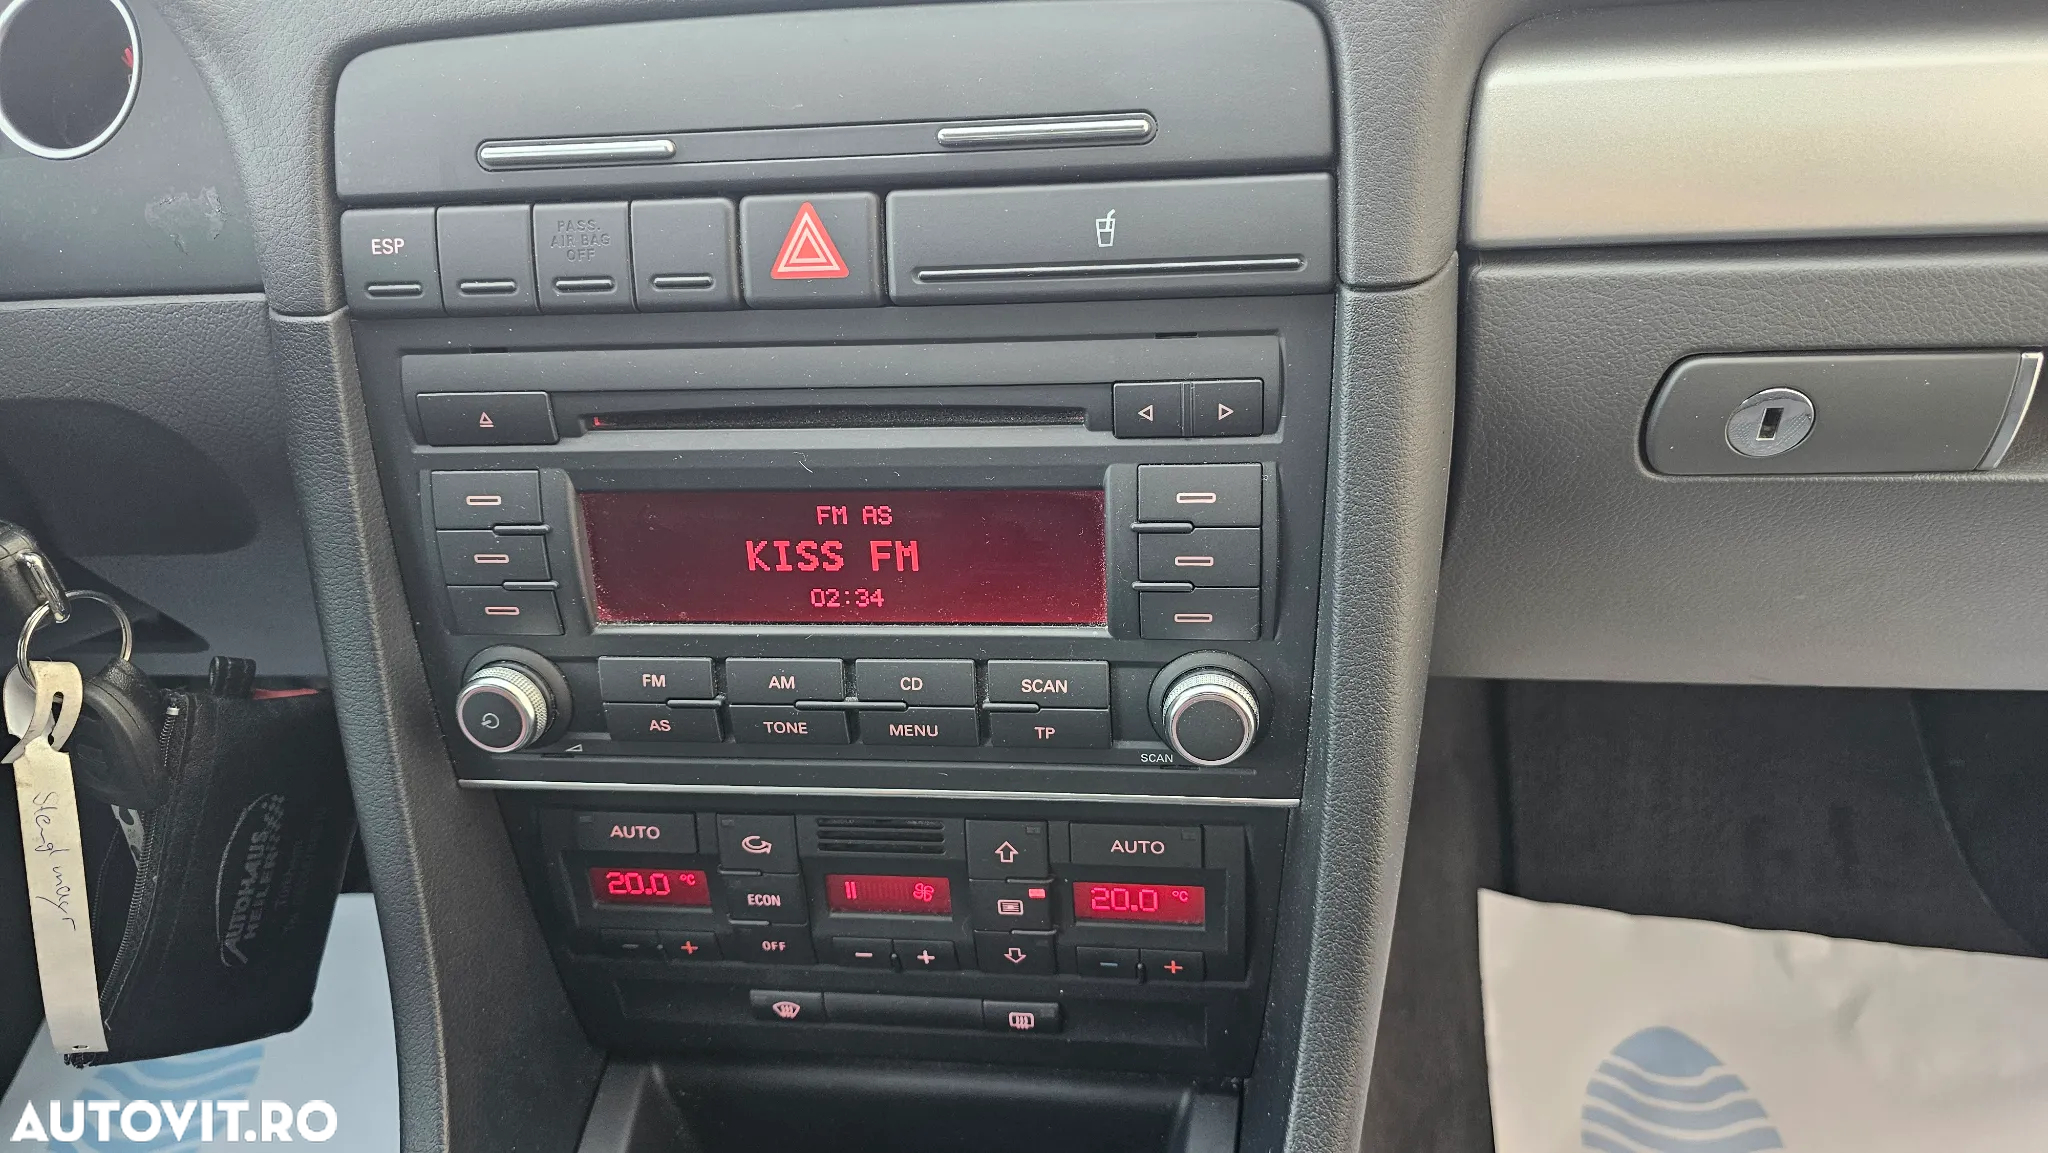 ESP
PASS.
AIR BAG
OFF
FM AS
KISS FM
02:34
FM AM CD SCAN
AS TONE MENU TP
SCAN
AUTO AUTO
20.0 °C 20.0 °C
ECON
OFF
AUTOHAUS
AUTOVIT.RO